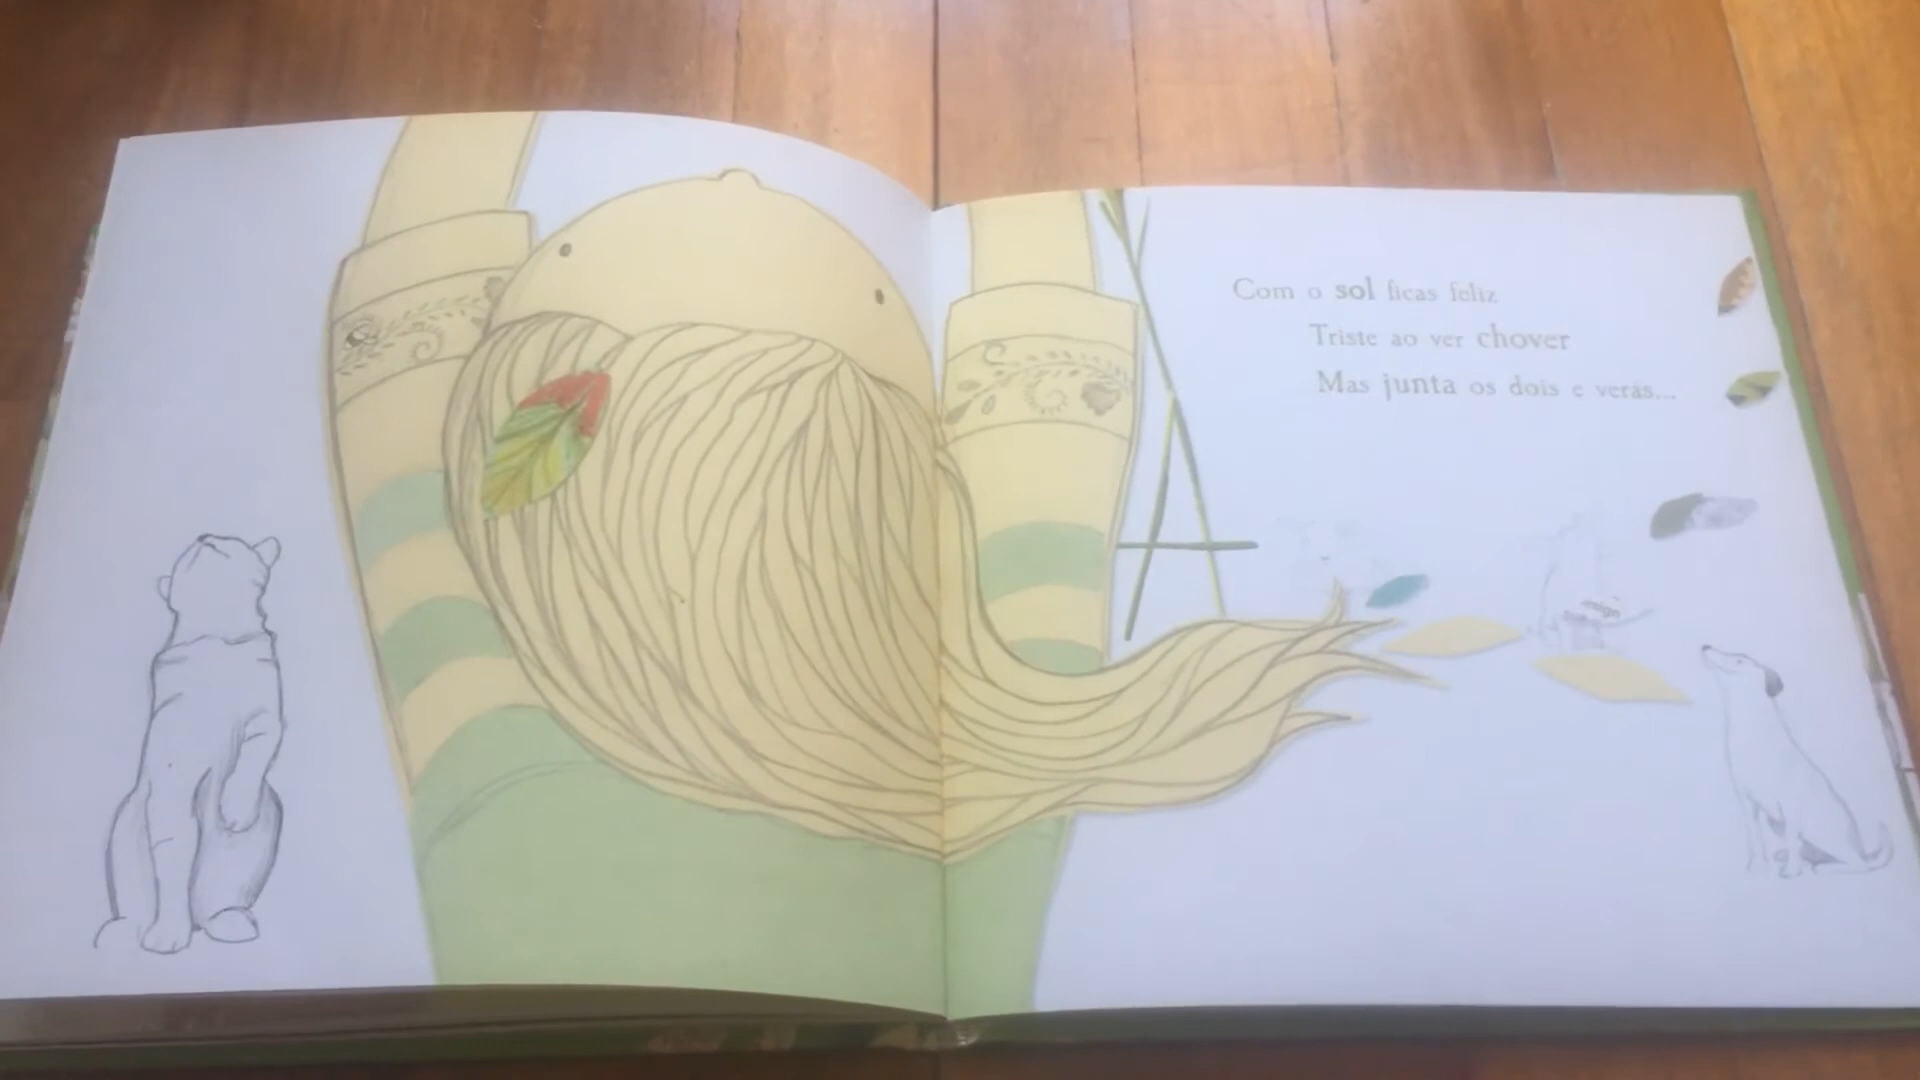 Com o sol ficas feliz
Triste ao ver chover
Mas junta os dois e verás...